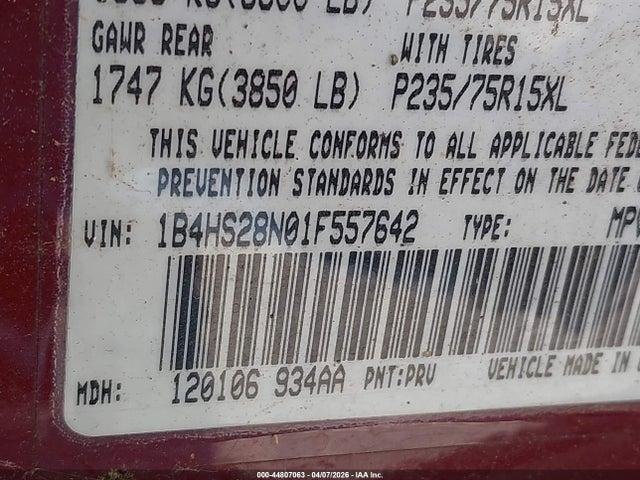 GAWR REAR WITH TIRES
1747 KG(3850 LB) P235/75R15XL
THIS VEHICLE CONFORMS TO ALL APPLICABLE FEDE
PREVENTION STANDARDS IN EFFECT ON THE DATE O
VIN: 1B4HS28N01F557642 TYPE: MPV
MDH: 120106 934AA PNT:PRV VEHICLE MADE IN
000-44807063 - 04/07/2026 - IAA Inc.